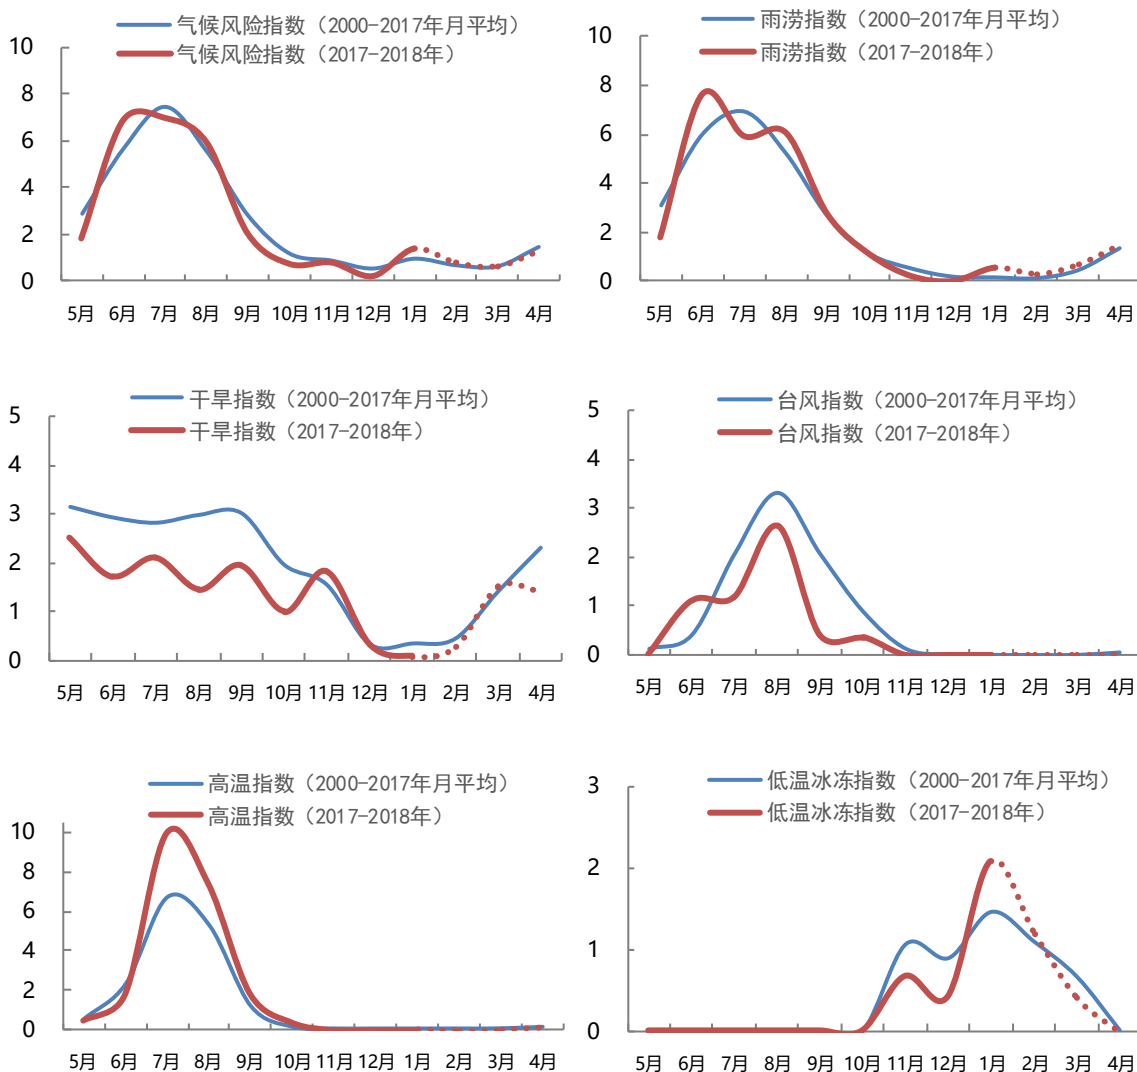 气候风险指数（2000-2017年月平均）
气候风险指数（2017-2018年）
10
8
6
4
2
0
5月 6月 7月 8月 9月 10月 11月 12月 1月 2月 3月 4月
雨涝指数（2000-2017年月平均）
雨涝指数（2017-2018年）
10
8
6
4
2
0
5月 6月 7月 8月 9月 10月 11月 12月 1月 2月 3月 4月
干旱指数（2000-2017年月平均）
干旱指数（2017-2018年）
5
4
3
2
1
0
5月 6月 7月 8月 9月 10月 11月 12月 1月 2月 3月 4月
台风指数（2000-2017年月平均）
台风指数（2017-2018年）
5
4
3
2
1
0
5月 6月 7月 8月 9月 10月 11月 12月 1月 2月 3月 4月
高温指数（2000-2017年月平均）
高温指数（2017-2018年）
10
8
6
4
2
0
5月 6月 7月 8月 9月 10月 11月 12月 1月 2月 3月 4月
低温冰冻指数（2000-2017年月平均）
低温冰冻指数（2017-2018年）
3
2
1
0
5月 6月 7月 8月 9月 10月 11月 12月 1月 2月 3月 4月